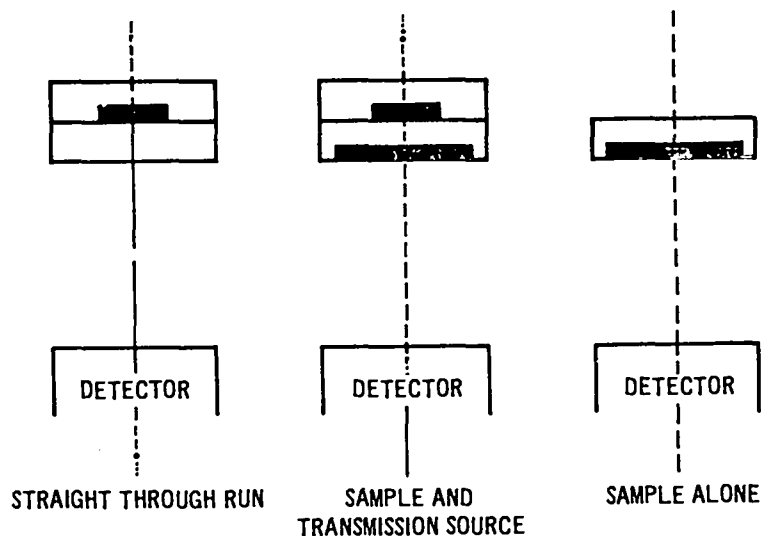 DETECTOR
DETECTOR
DETECTOR
STRAIGHT THROUGH RUN
SAMPLE AND
TRANSMISSION SOURCE
SAMPLE ALONE